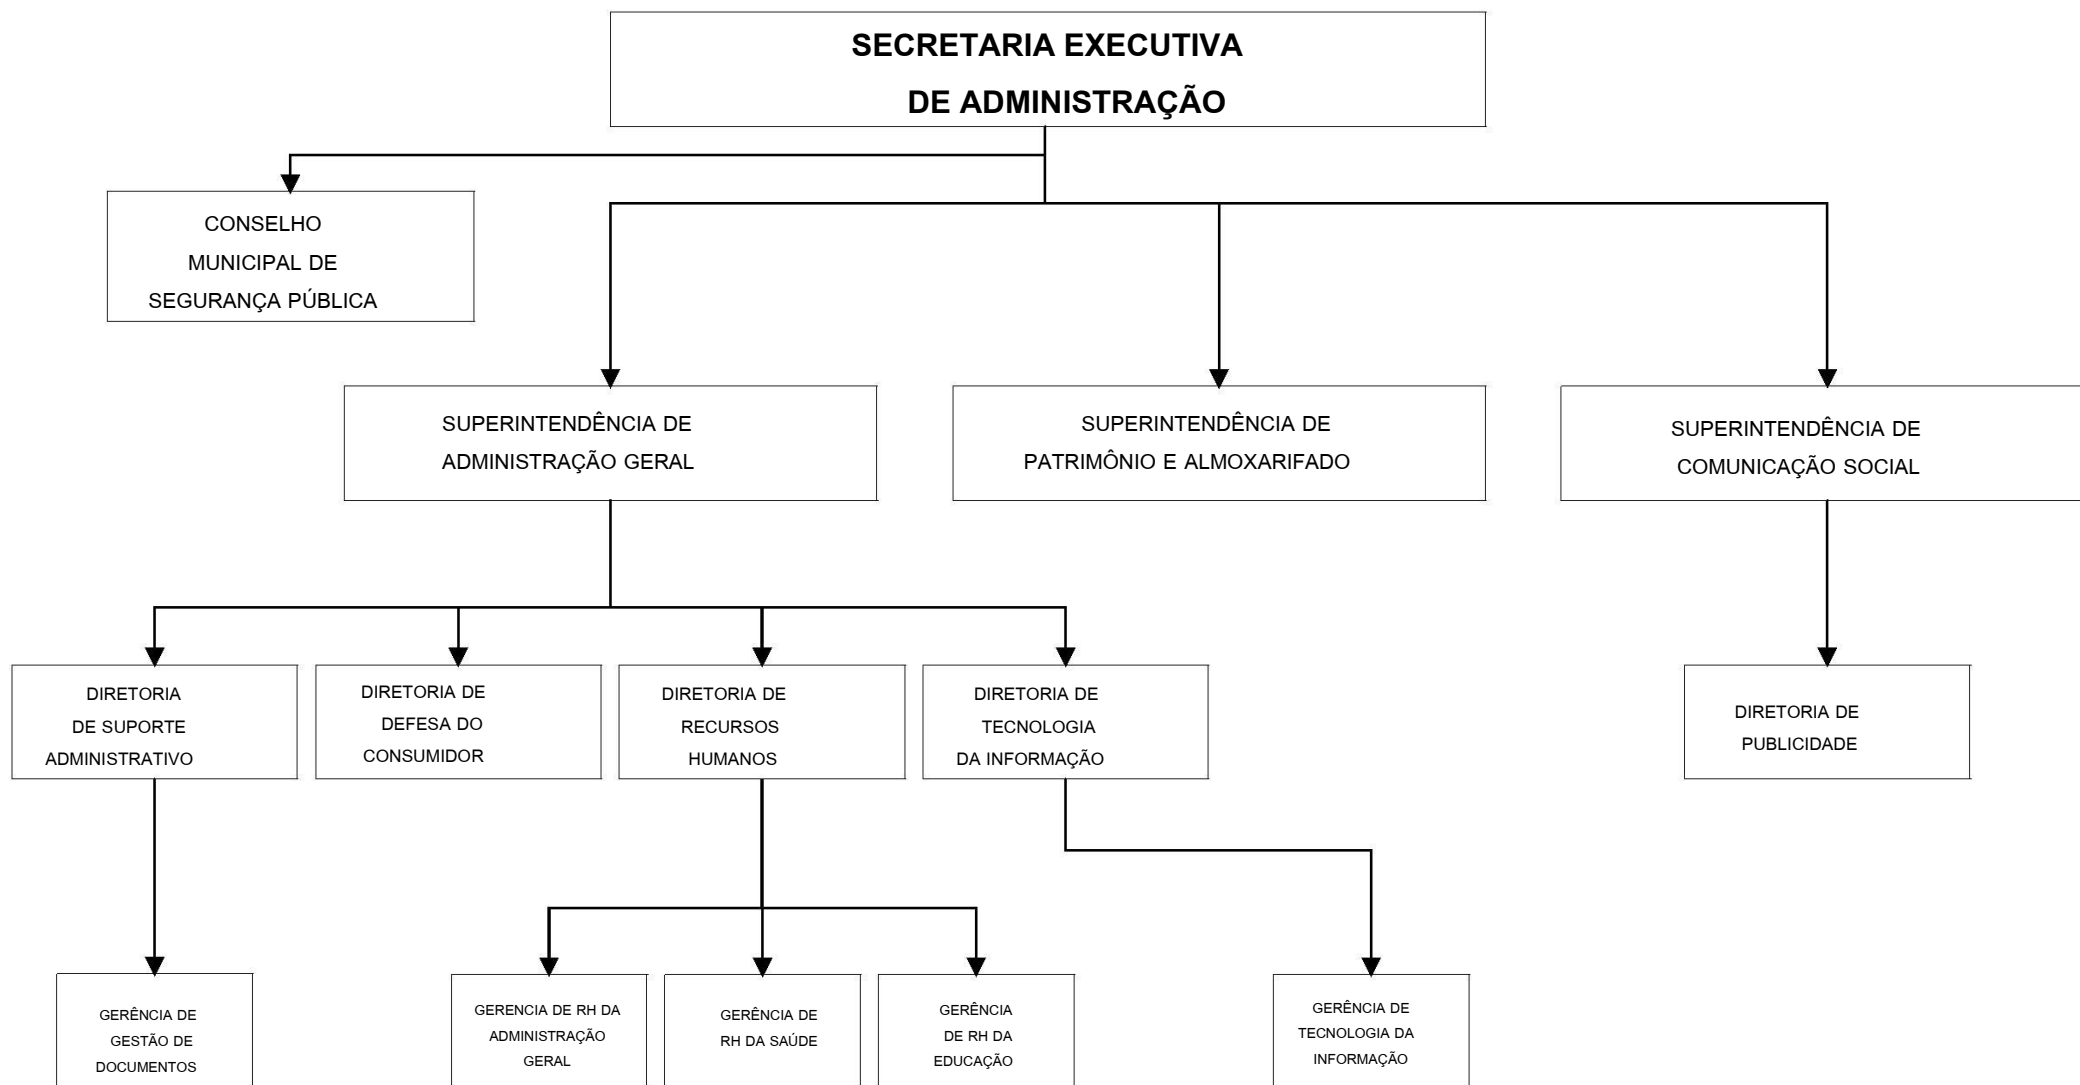 SECRETARIA EXECUTIVA
DE ADMINISTRAÇÃO
CONSELHO
MUNICIPAL DE
SEGURANÇA PÚBLICA
SUPERINTENDÊNCIA DE
ADMINISTRAÇÃO GERAL
SUPERINTENDÊNCIA DE
PATRIMÔNIO E ALMOXARIFADO
SUPERINTENDÊNCIA DE
COMUNICAÇÃO SOCIAL
DIRETORIA
DE SUPORTE
ADMINISTRATIVO
DIRETORIA DE
DEFESA DO
CONSUMIDOR
DIRETORIA DE
RECURSOS
HUMANOS
DIRETORIA DE
TECNOLOGIA
DA INFORMAÇÃO
DIRETORIA DE
PUBLICIDADE
GERÊNCIA DE
GESTÃO DE
DOCUMENTOS
GERENCIA DE RH DA
ADMINISTRAÇÃO
GERAL
GERÊNCIA DE
RH DA SAÚDE
GERÊNCIA
DE RH DA
EDUCAÇÃO
GERÊNCIA DE
TECNOLOGIA DA
INFORMAÇÃO